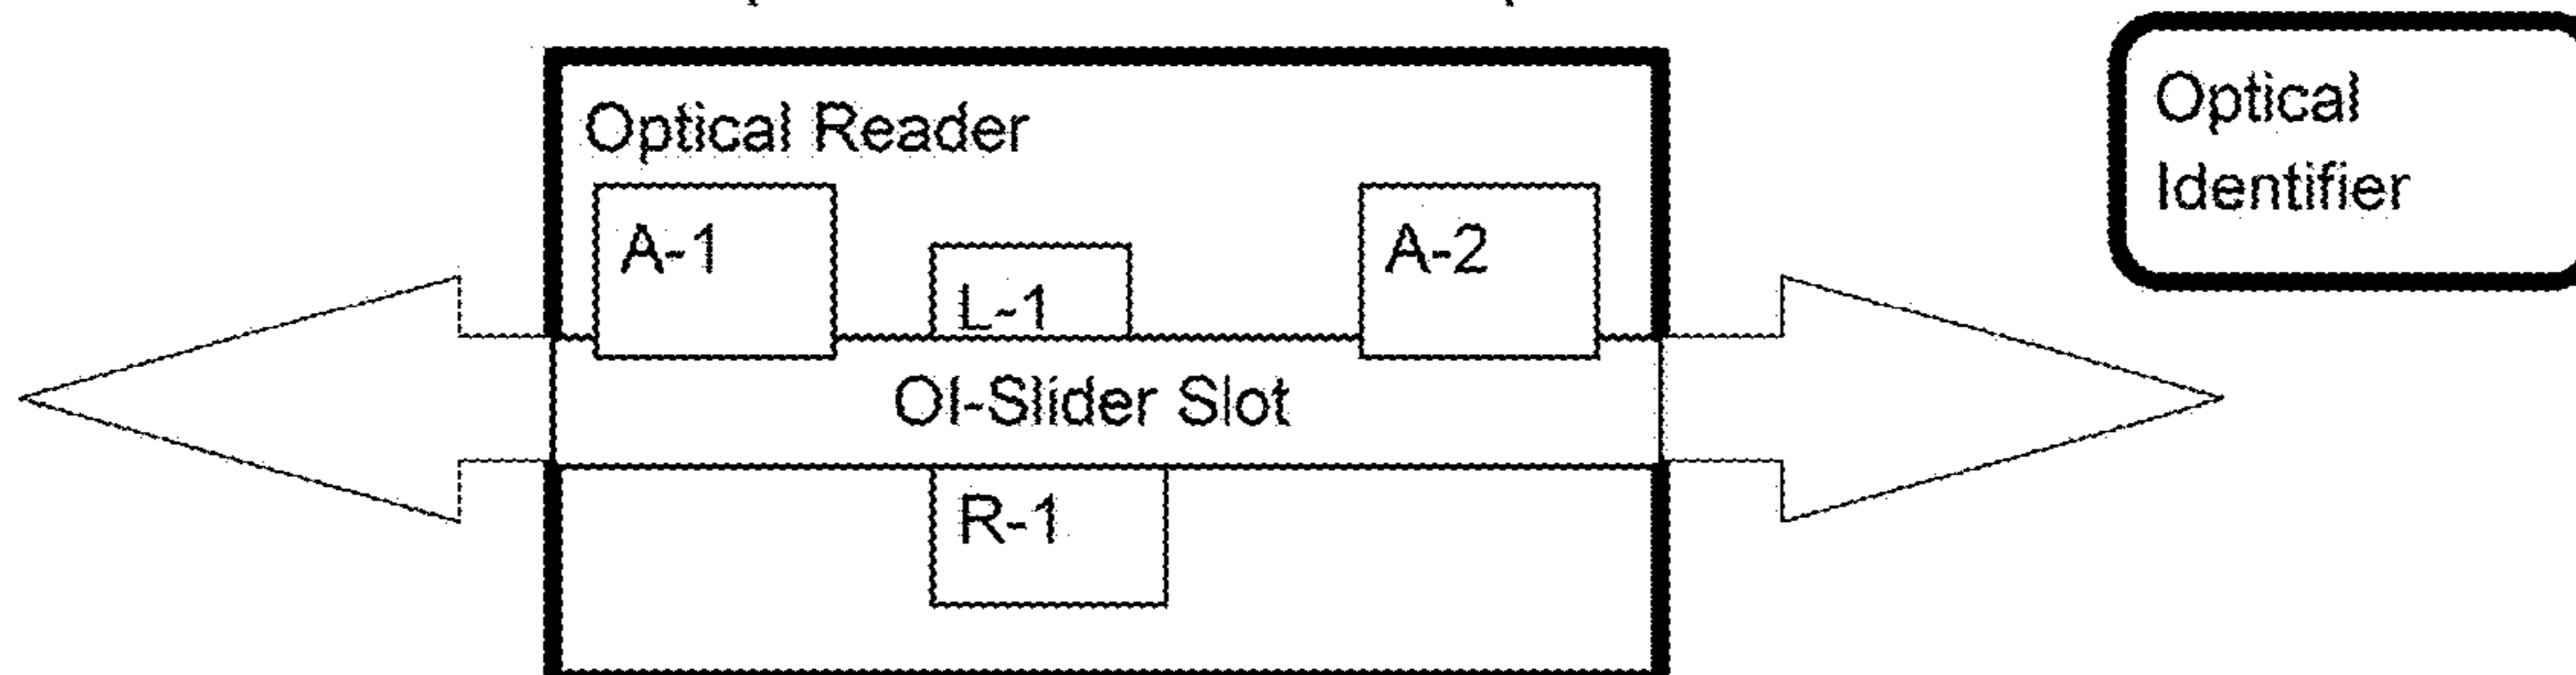 Optical Reader
Optical
Identifier
A-1
A-2
L-1
OI-Slider Slot
R-1